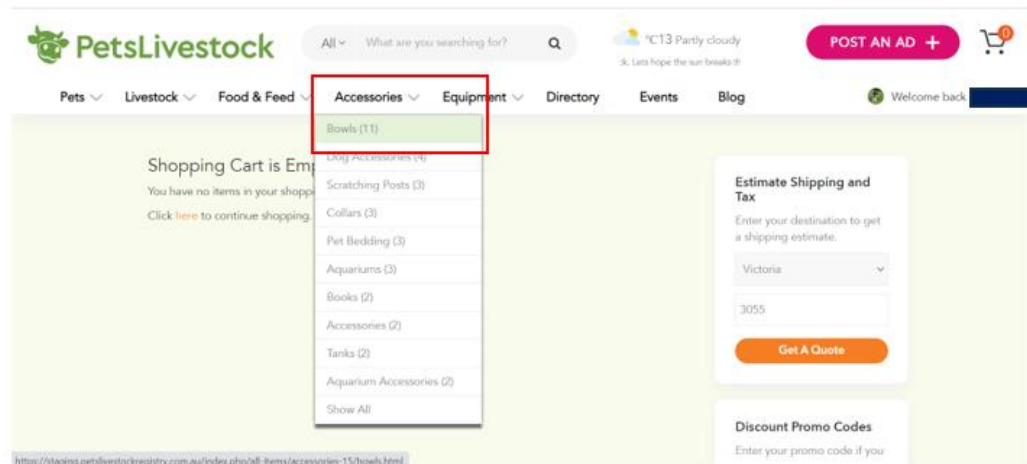 PetsLivestock
All What are you searching for?
°C13 Partly cloudy
POST AN AD +
0
Lets hope the sun breaks th
Pets Livestock Food & Feed Accessories Equipment Directory Events Blog Welcome back
Bowls (11)
Dog Accessories (4)
Scratching Posts (3)
Collars (3)
Pet Bedding (3)
Aquariums (3)
Books (2)
Accessories (2)
Tanks (2)
Aquarium Accessories (2)
Show All
Shopping Cart is Emp
You have no items in your shopp
Click here to continue shopping.
Estimate Shipping and
Tax
Enter your destination to get
a shipping estimate.
Victoria
3055
Get A Quote
Discount Promo Codes
Enter your promo code if you
https://staging.petslivestockregistry.com.au/index.php/all-items/accessories-15/bowls.html